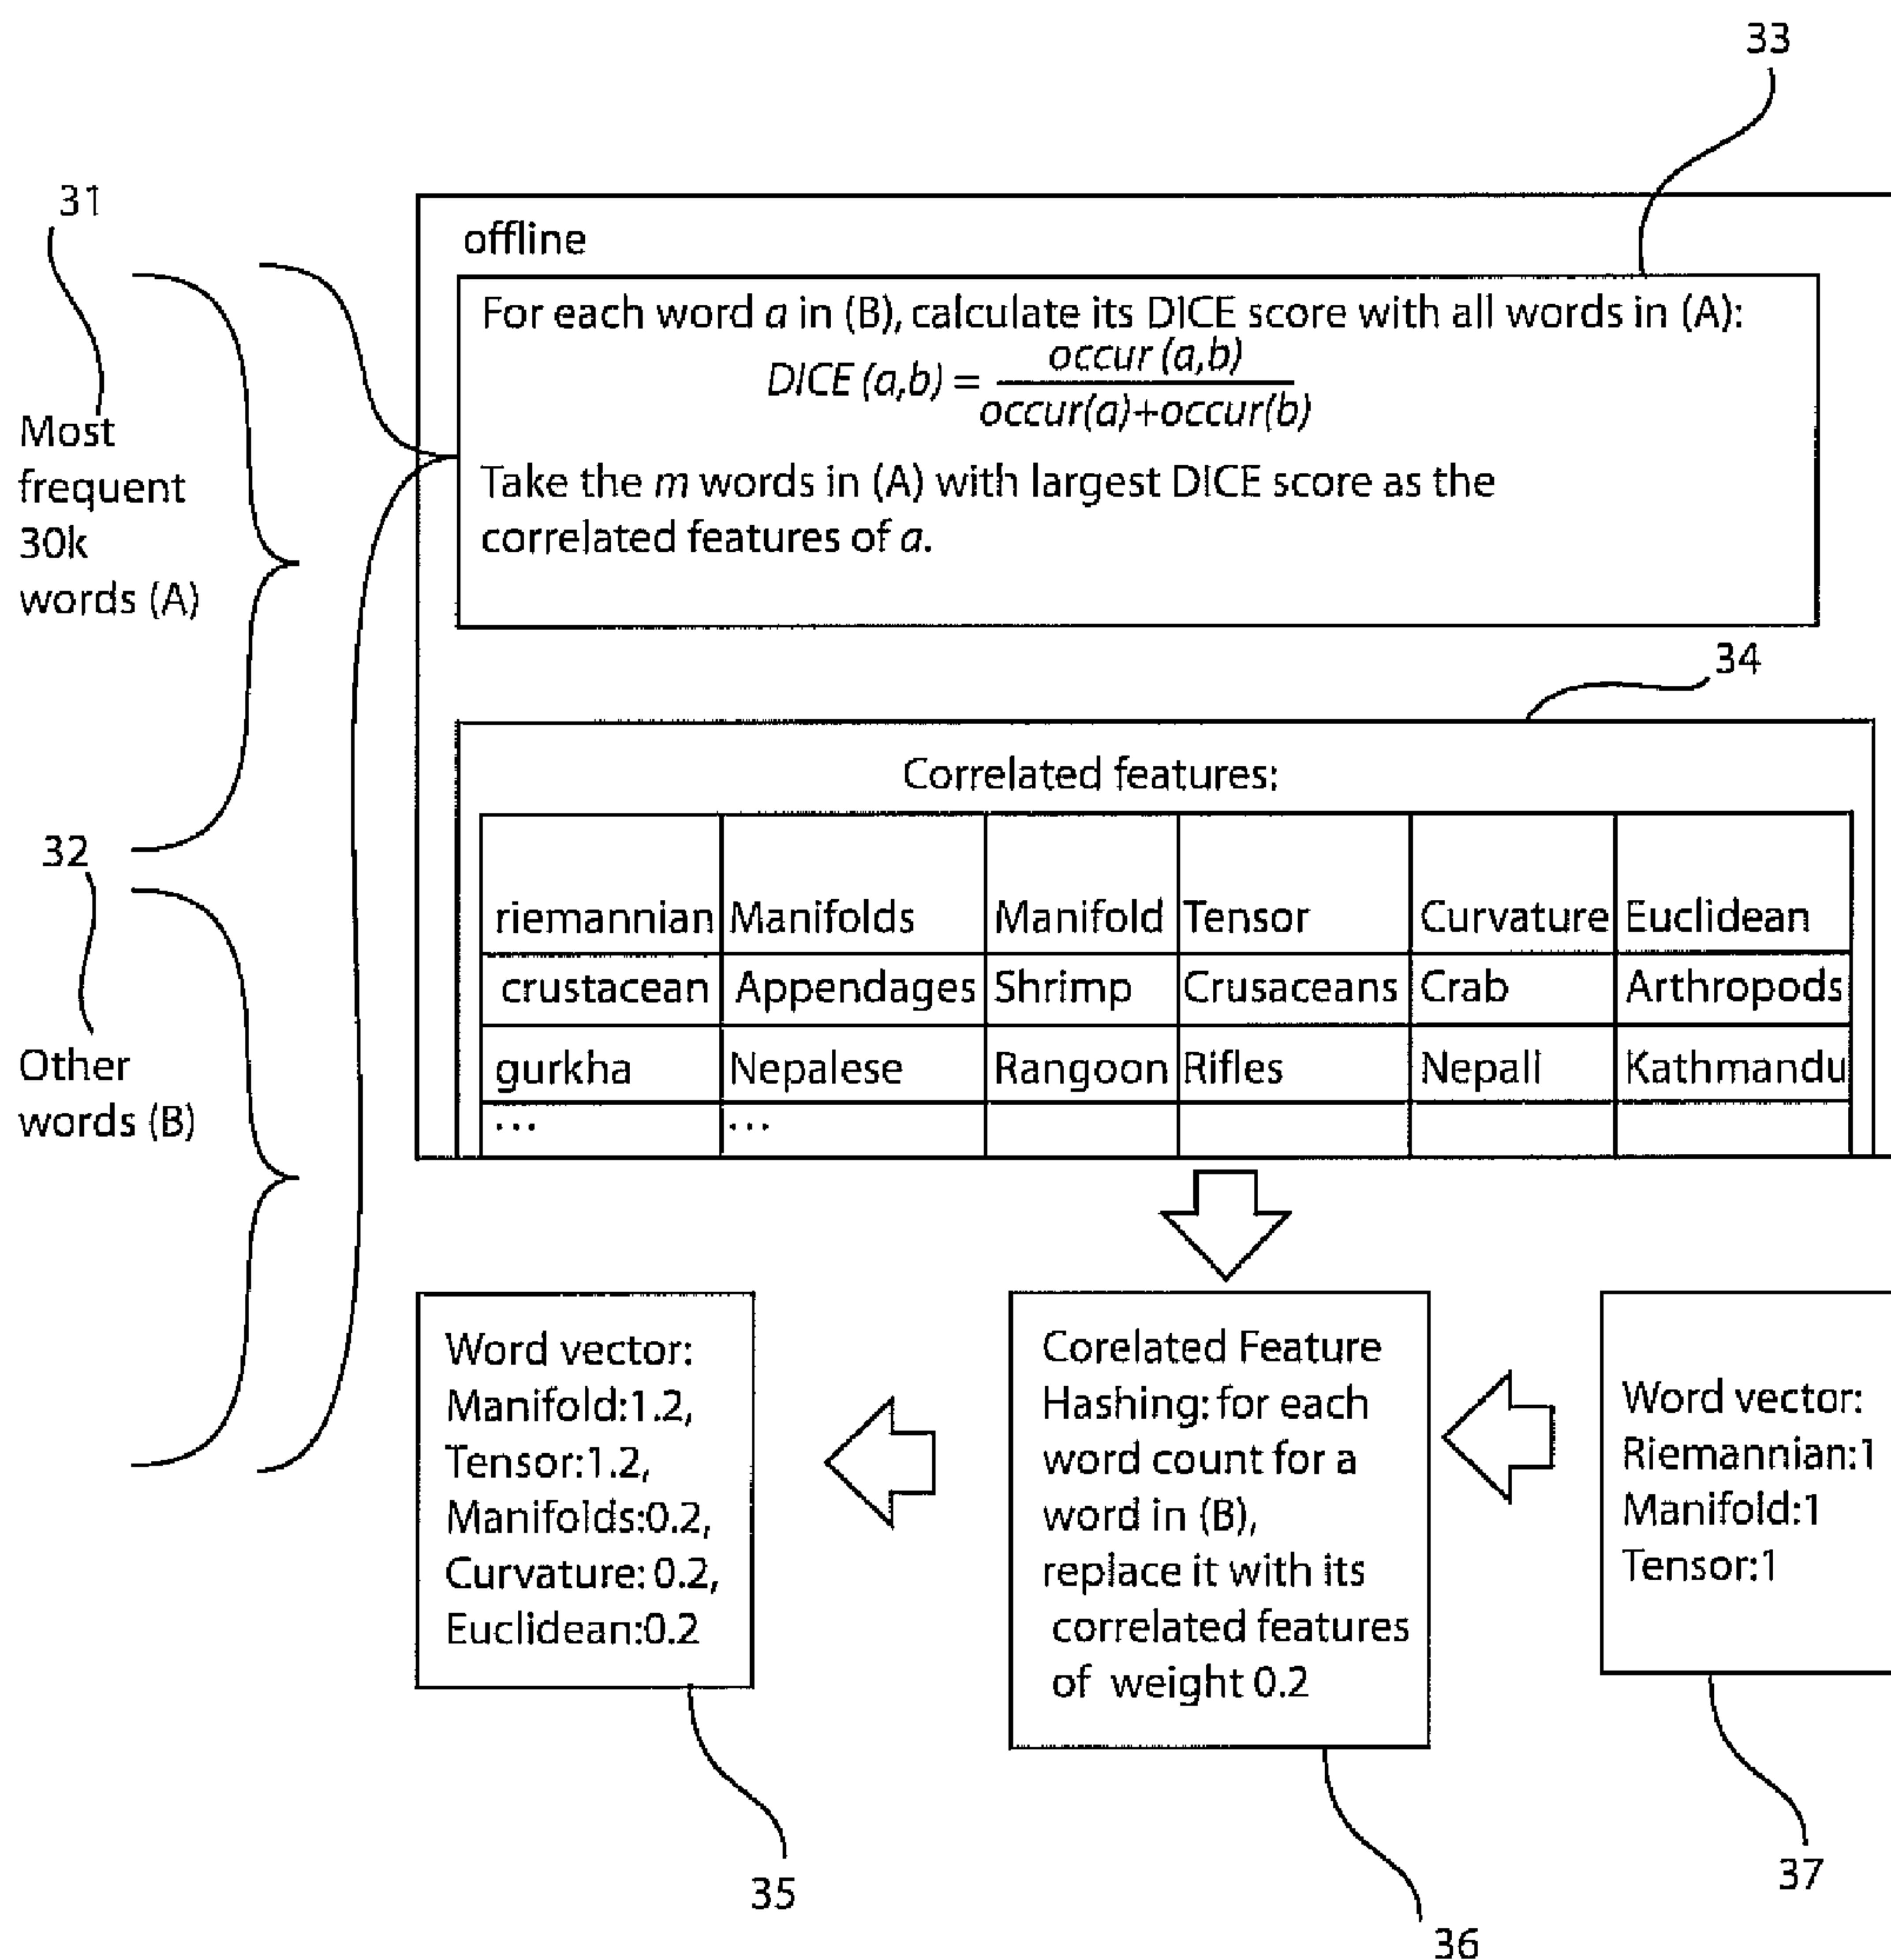 33
31
offline
For each word a in (B), calculate its DICE score with all words in (A):
DICE (a,b) = occur (a,b) / occur(a)+occur(b)
Take the m words in (A) with largest DICE score as the
correlated features of a.
Most
frequent
30k
words (A)
34
Correlated features:
riemannian Manifolds Manifold Tensor Curvature Euclidean
crustacean Appendages Shrimp Crusaceans Crab Arthropods
gurkha Nepalese Rangoon Rifles Nepali Kathmandu
... ...
32
Other
words (B)
Word vector:
Manifold:1.2,
Tensor:1.2,
Manifolds:0.2,
Curvature: 0.2,
Euclidean:0.2
Corelated Feature
Hashing: for each
word count for a
word in (B),
replace it with its
correlated features
of weight 0.2
Word vector:
Riemannian:1
Manifold:1
Tensor:1
35
36
37